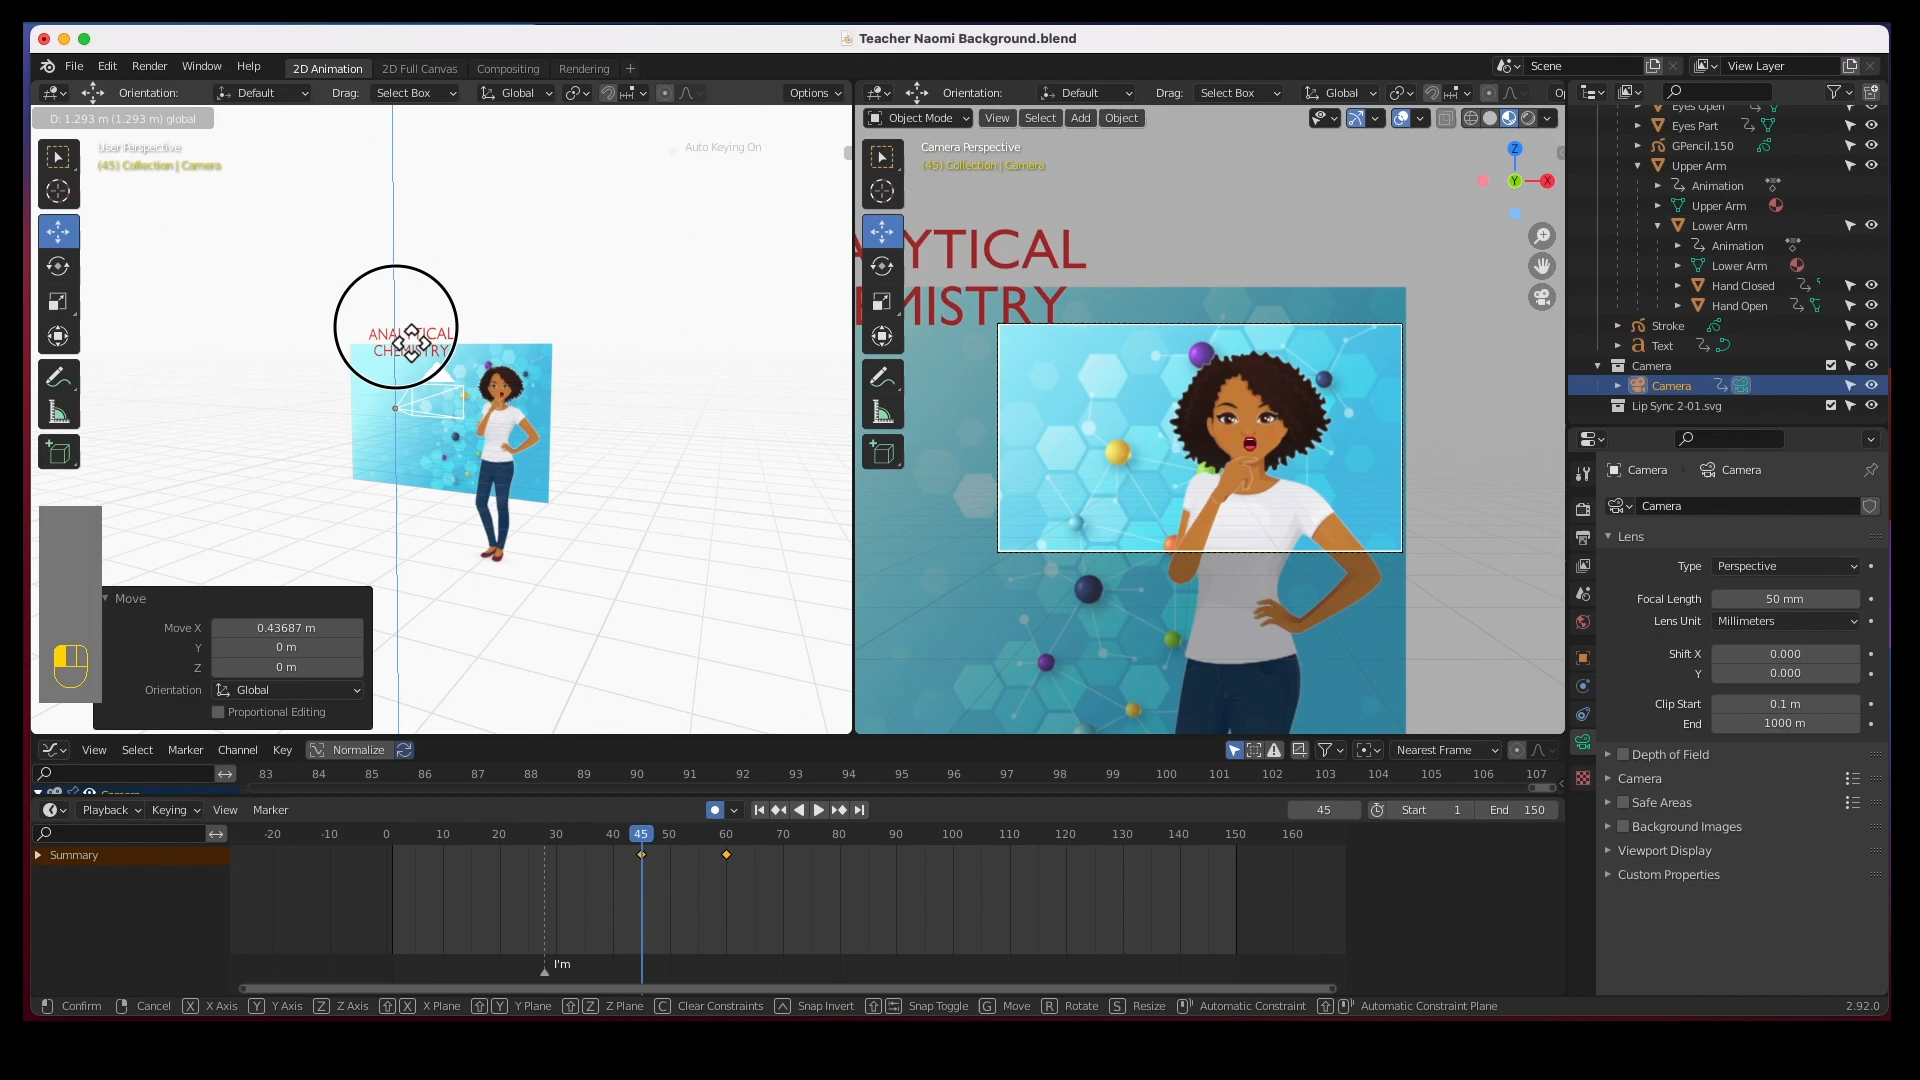 Teacher Naomi Background.blend
File Edit Render Window Help 2D Animation 2D Full Canvas Compositing Rendering + Scene View Layer
Orientation: Default Drag: Select Box Global Options Orientation: Default Drag: Select Box Global Op
D: 1.293 m (1.293 m) global
Object Mode View Select Add Object
User Perspective
(45) Collection | Camera
Auto Keying On
Camera Perspective
(45) Collection | Camera
Z
Y
X
ANALYTICAL
CHEMISTRY
ALYTICAL
EMISTRY
Eyes Open
Eyes Part
GPencil.150
Upper Arm
Animation
Upper Arm
Lower Arm
Animation
Lower Arm
Hand Closed
Hand Open
Stroke
Text
Camera
Camera
Lip Sync 2-01.svg
Camera Camera
Camera
Lens
Type Perspective
Focal Length 50 mm
Lens Unit Millimeters
Shift X 0.000
Y 0.000
Clip Start 0.1 m
End 1000 m
Depth of Field
Camera
Safe Areas
Background Images
Viewport Display
Custom Properties
Move
Move X 0.43687 m
Y 0 m
Z 0 m
Orientation Global
Proportional Editing
View Select Marker Channel Key Normalize Nearest Frame
83 84 85 86 87 88 89 90 91 92 93 94 95 96 97 98 99 100 101 102 103 104 105 106 107
Playback Keying View Marker 45 Start 1 End 150
-20 -10 0 10 20 30 40 45 50 60 70 80 90 100 110 120 130 140 150 160
Summary
I'm
Confirm Cancel X X Axis Y Y Axis Z Z Axis X X Plane Y Y Plane Z Z Plane C Clear Constraints Snap Invert Snap Toggle G Move R Rotate S Resize Automatic Constraint Automatic Constraint Plane 2.92.0